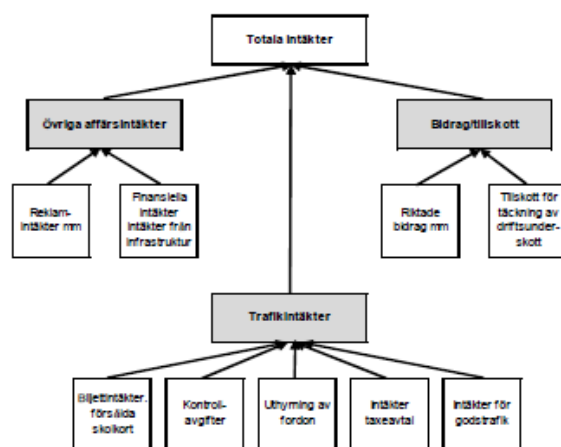 Totala intäkter
Övriga affärsintäkter
Bidrag/tillskott
Reklam-
intäkter mm
Finansiella
intäkter
intäkter från
infrastruktur
Riktade
bidrag mm
Tillskott för
täckning av
driftsunder-
skott
Trafikintäkter
Biljettintäkter.
försålda
skolkort
Kontroll-
avgifter
Uthyrning av
fordon
Intäkter
taxeavtal
Intäkter för
godstrafik